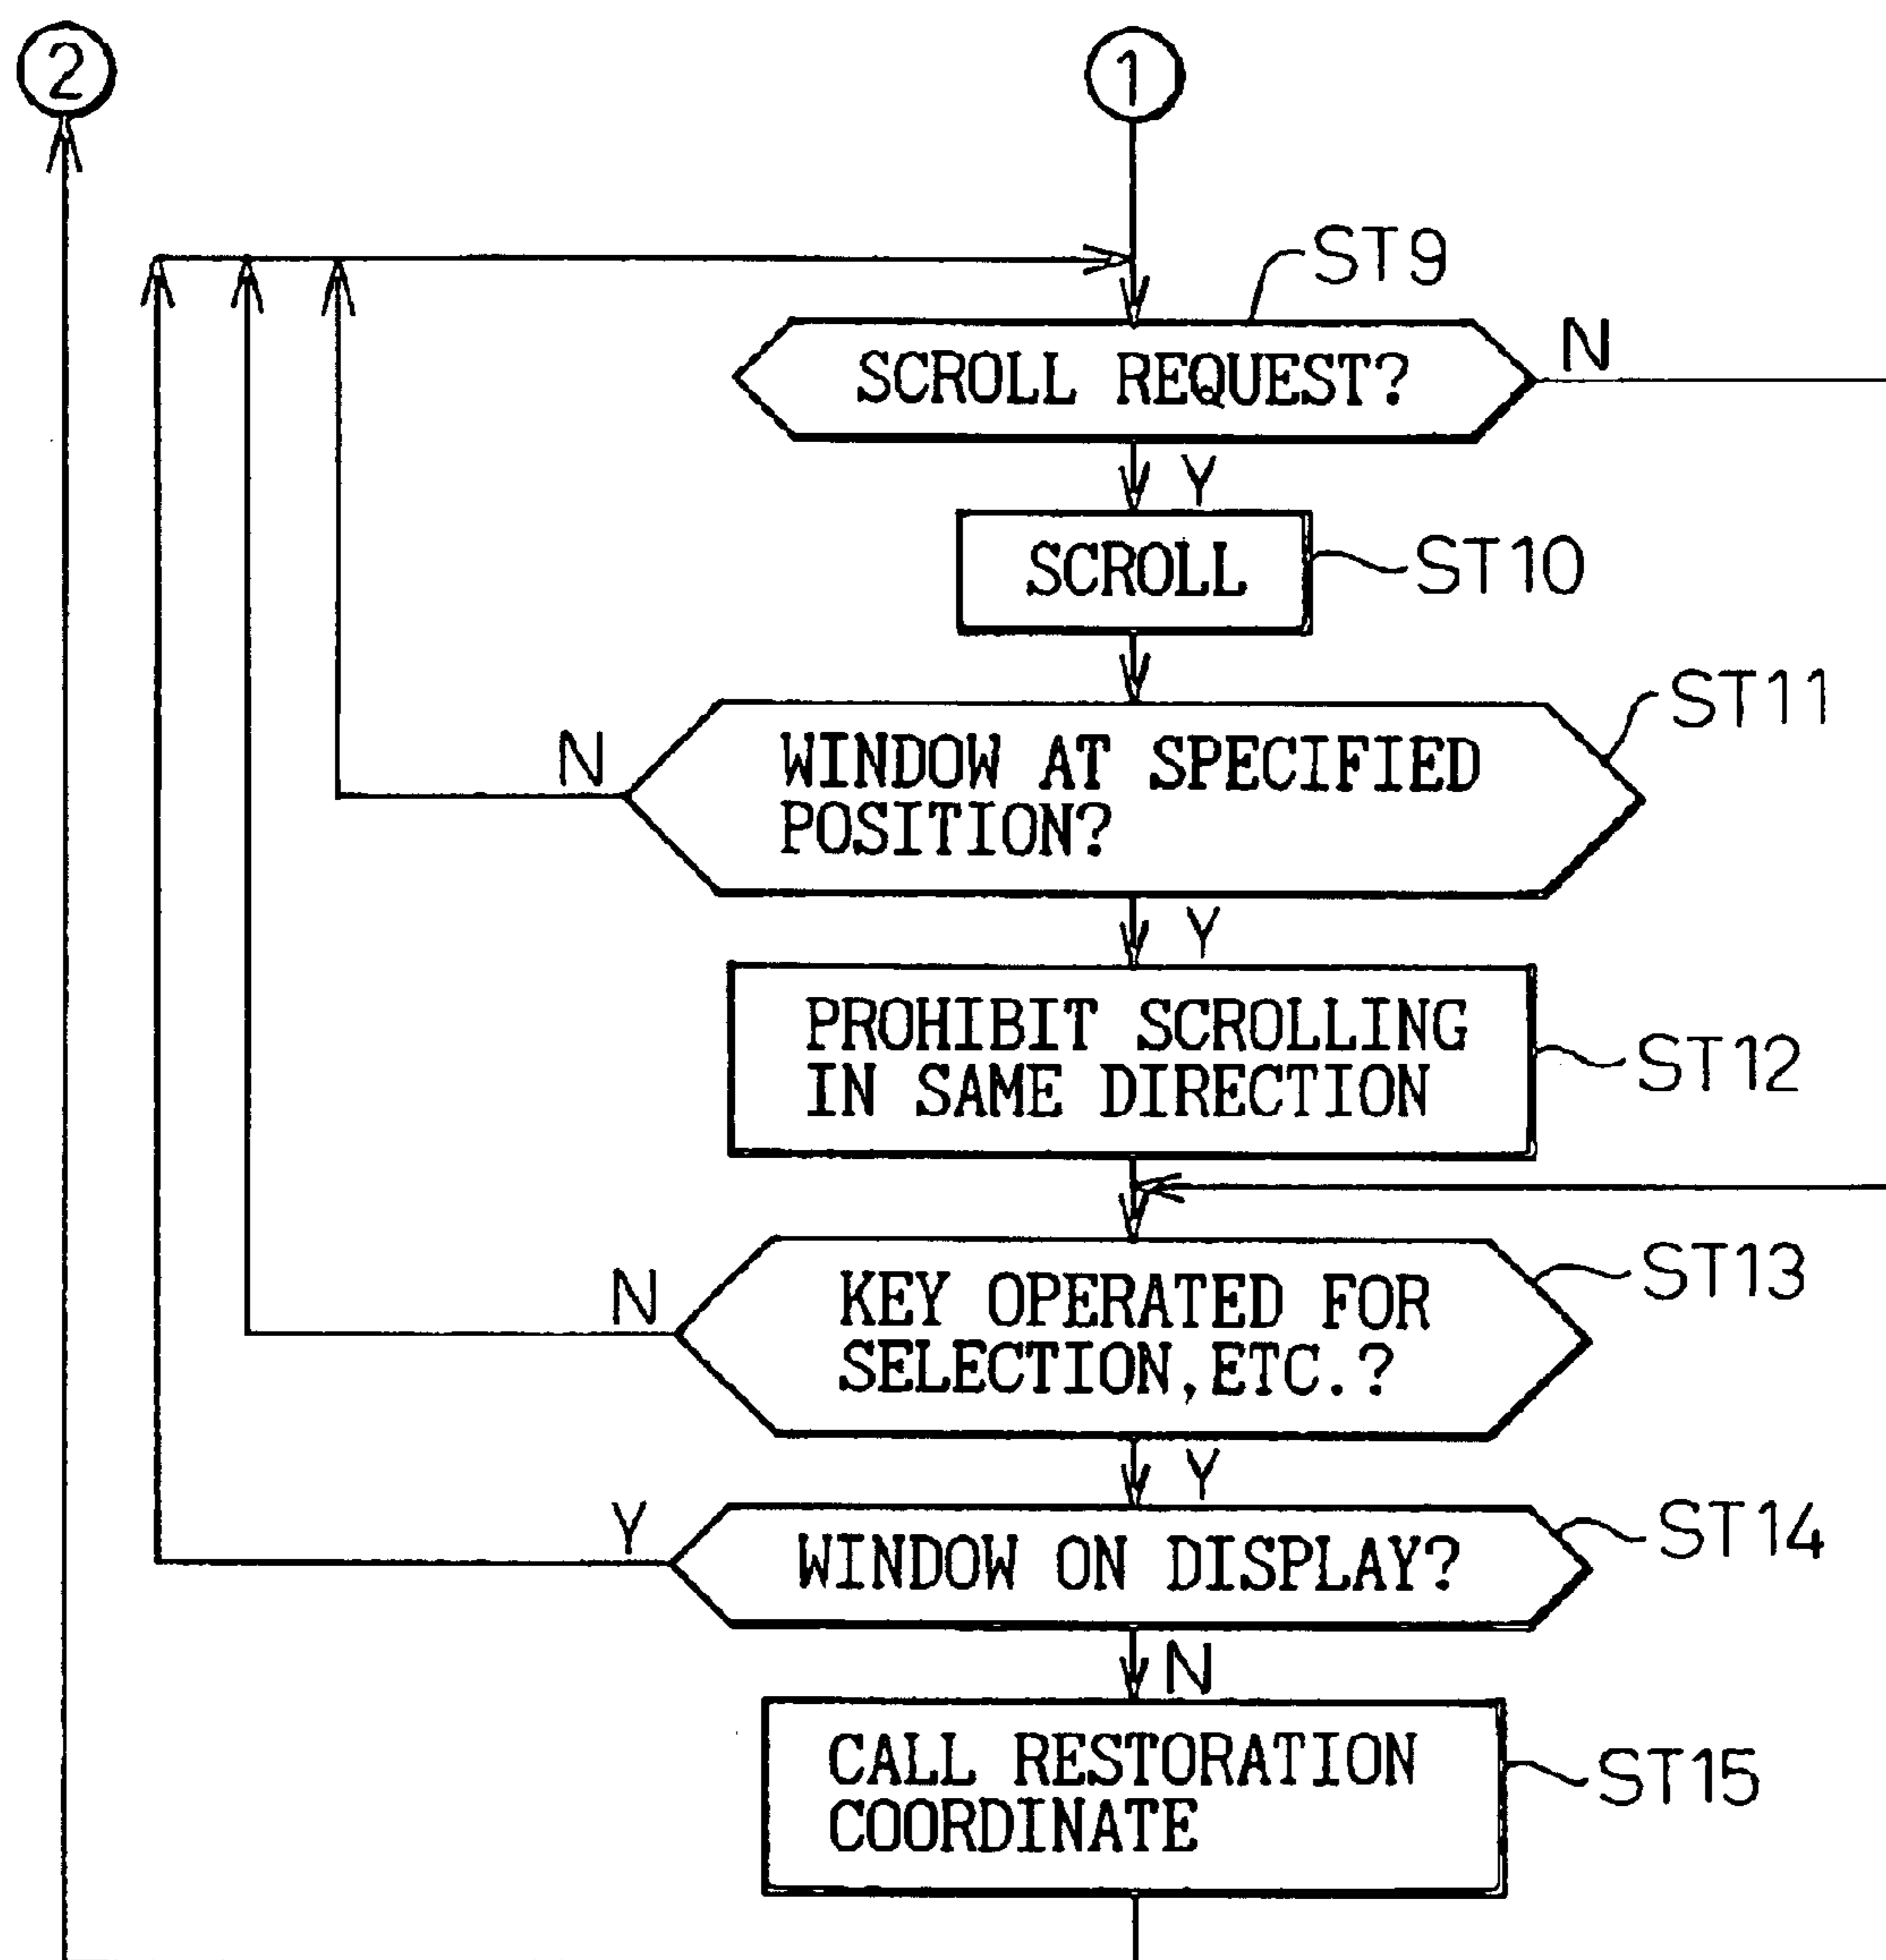 2
1
ST9
SCROLL REQUEST?
N
Y
SCROLL
ST10
ST11
WINDOW AT SPECIFIED
POSITION?
N
Y
PROHIBIT SCROLLING
IN SAME DIRECTION
ST12
ST13
KEY OPERATED FOR
SELECTION,ETC.?
N
Y
ST14
WINDOW ON DISPLAY?
Y
N
CALL RESTORATION
COORDINATE
ST15